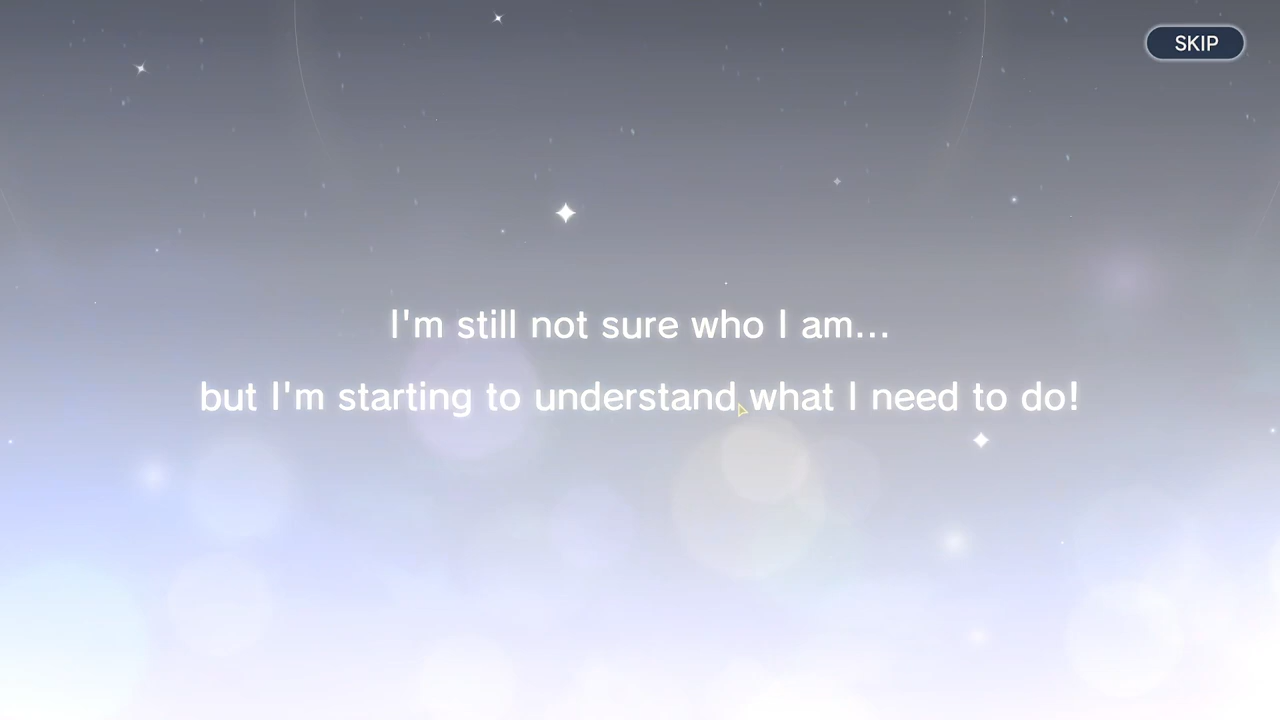 SKIP
I'm still not sure who I am...
but I'm starting to understand what I need to do!